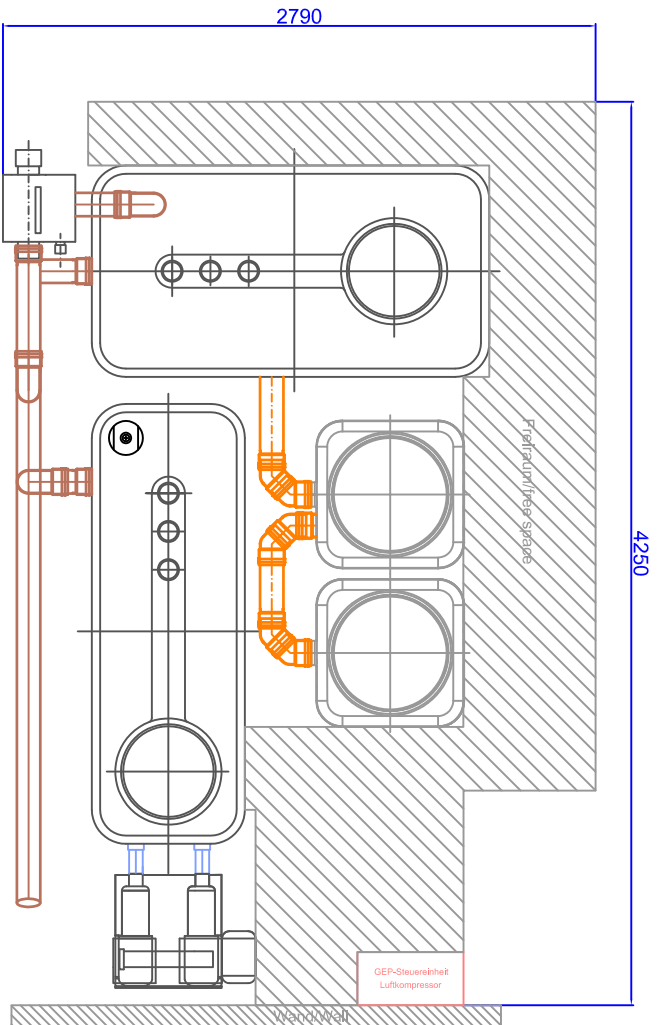 2790
Freiraum/free space
4250
GEP-Steuereinheit
Luftkompressor
Wand/Wall